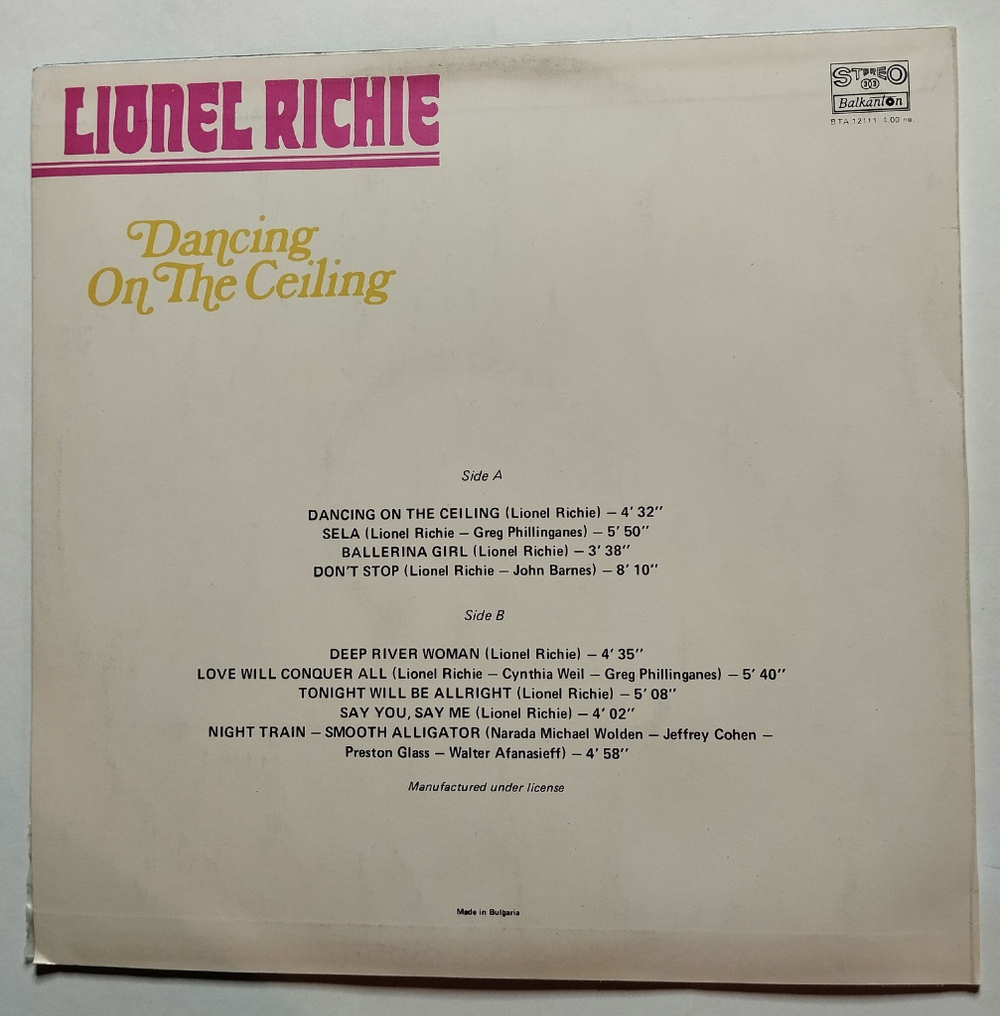 LIONEL RICHIE
STEREO
33
Balkanton
BTA 12111 4.00 лв.
Dancing
On The Ceiling
Side A
DANCING ON THE CEILING (Lionel Richie) – 4' 32''
SELA (Lionel Richie – Greg Phillinganes) – 5' 50''
BALLERINA GIRL (Lionel Richie) – 3' 38''
DON'T STOP (Lionel Richie – John Barnes) – 8' 10''
Side B
DEEP RIVER WOMAN (Lionel Richie) – 4' 35''
LOVE WILL CONQUER ALL (Lionel Richie – Cynthia Weil – Greg Phillinganes) – 5' 40''
TONIGHT WILL BE ALLRIGHT (Lionel Richie) – 5' 08''
SAY YOU, SAY ME (Lionel Richie) – 4' 02''
NIGHT TRAIN – SMOOTH ALLIGATOR (Narada Michael Wolden – Jeffrey Cohen –
Preston Glass – Walter Afanasieff) – 4' 58''
Manufactured under license
Made in Bulgaria